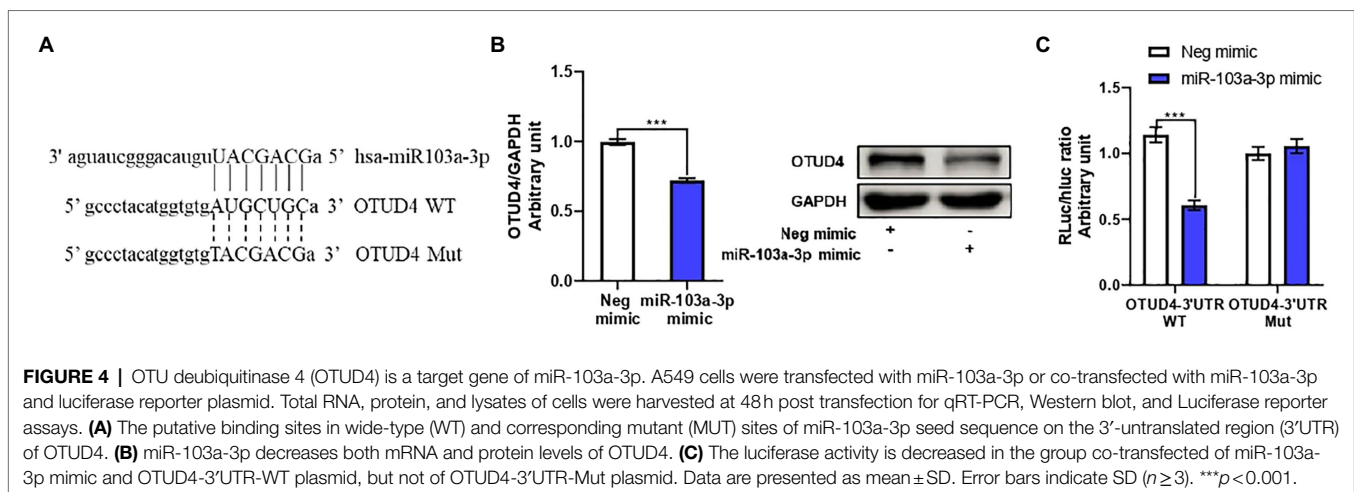 A
3' aguaucgggacauguUACGACGa 5' hsa-miR103a-3p
5' gccctacatggtgtgAUGCUGCa 3' OTUD4 WT
5' gccctacatggtgtgTACGACGa 3' OTUD4 Mut
B
OTUD4/GAPDH
Arbitrary unit
1.5
1.0
0.5
0.0
***
Neg mimic
miR-103a-3p mimic
OTUD4
GAPDH
Neg mimic + -
miR-103a-3p mimic - +
C
Neg mimic
miR-103a-3p mimic
RLuc/hluc ratio
Arbitrary unit
1.5
1.0
0.5
0.0
***
OTUD4-3'UTR WT
OTUD4-3'UTR Mut
FIGURE 4 | OTU deubiquitinase 4 (OTUD4) is a target gene of miR-103a-3p. A549 cells were transfected with miR-103a-3p or co-transfected with miR-103a-3p
and luciferase reporter plasmid. Total RNA, protein, and lysates of cells were harvested at 48 h post transfection for qRT-PCR, Western blot, and Luciferase reporter
assays. (A) The putative binding sites in wide-type (WT) and corresponding mutant (MUT) sites of miR-103a-3p seed sequence on the 3′-untranslated region (3′UTR)
of OTUD4. (B) miR-103a-3p decreases both mRNA and protein levels of OTUD4. (C) The luciferase activity is decreased in the group co-transfected of miR-103a-
3p mimic and OTUD4-3′UTR-WT plasmid, but not of OTUD4-3′UTR-Mut plasmid. Data are presented as mean ± SD. Error bars indicate SD (n ≥ 3). ***p < 0.001.